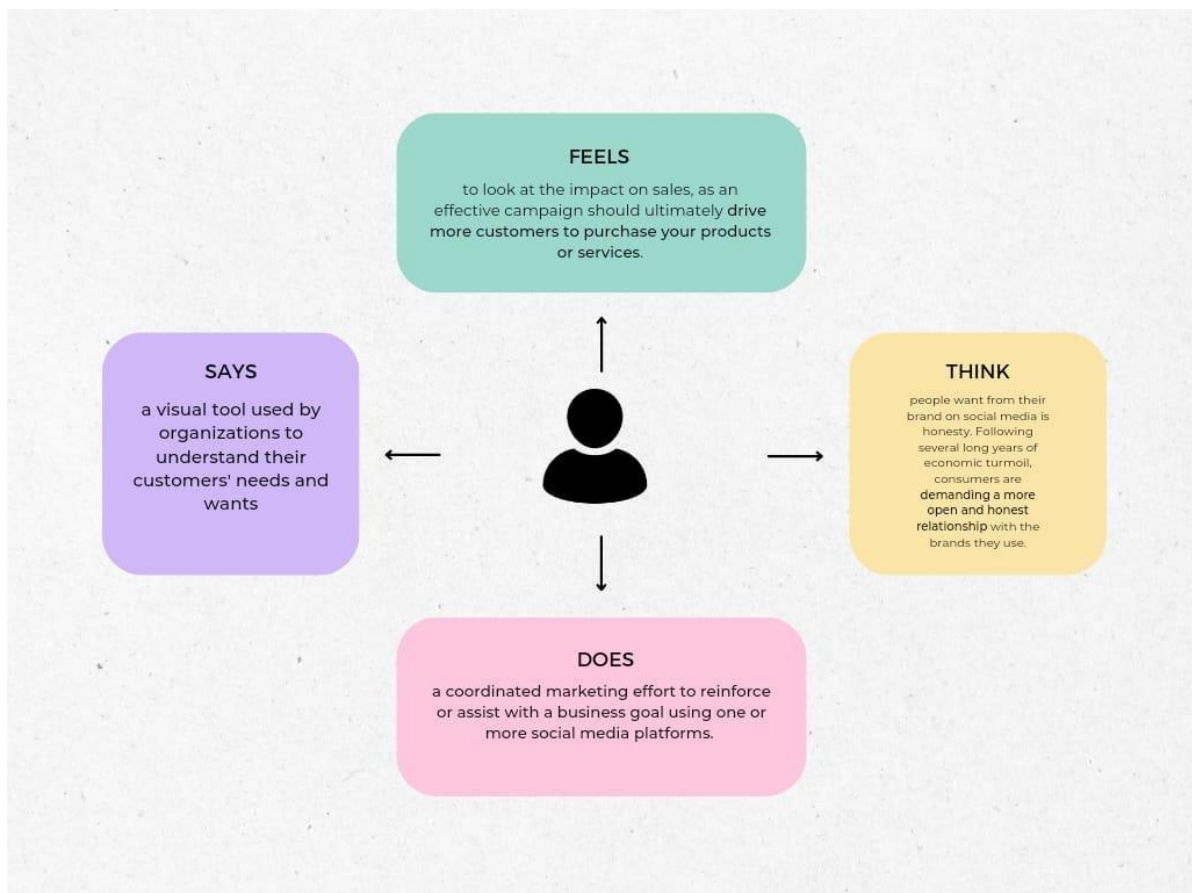 FEELS
to look at the impact on sales, as an
effective campaign should ultimately drive
more customers to purchase your products
or services.
SAYS
a visual tool used by
organizations to
understand their
customers' needs and
wants
THINK
people want from their
brand on social media is
honesty. Following
several long years of
economic turmoil,
consumers are
demanding a more
open and honest
relationship with the
brands they use.
DOES
a coordinated marketing effort to reinforce
or assist with a business goal using one or
more social media platforms.